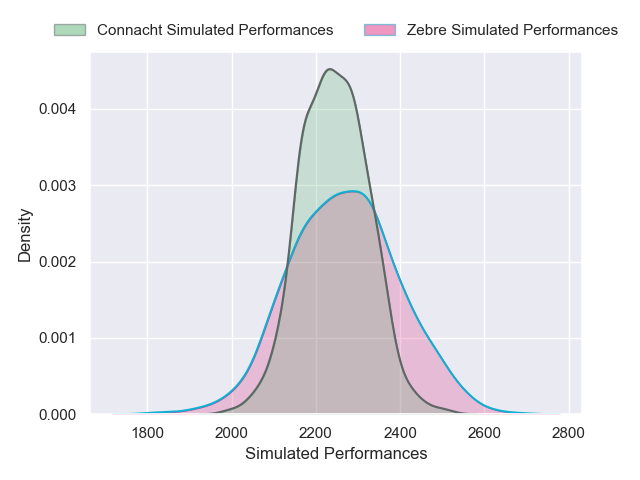 Connacht Simulated Performances
Zebre Simulated Performances
0.004
0.003
0.002
0.001
0.000
Density
1800 2000 2200 2400 2600 2800
Simulated Performances